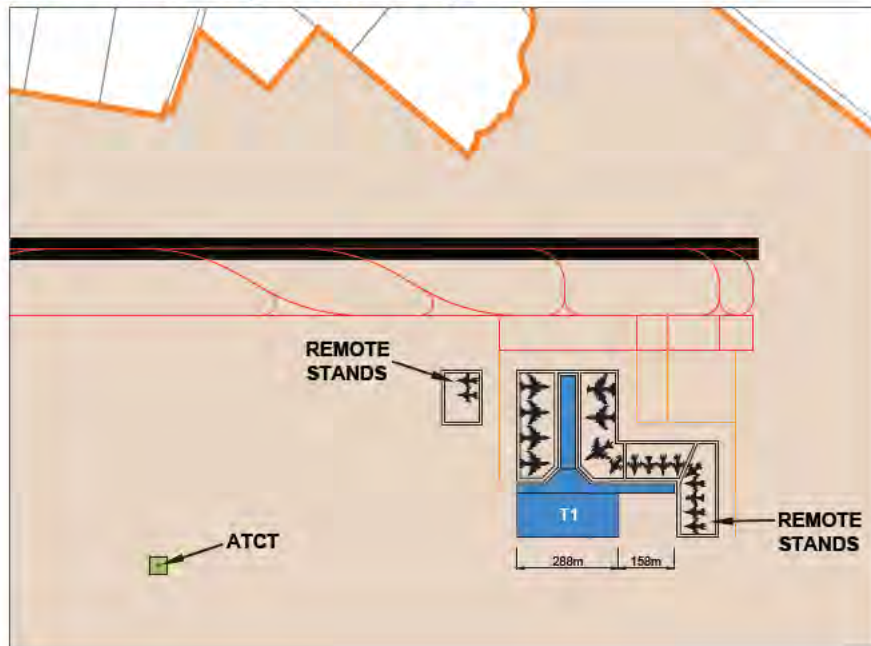 REMOTE
STANDS
T1
REMOTE
STANDS
ATCT
288m
158m